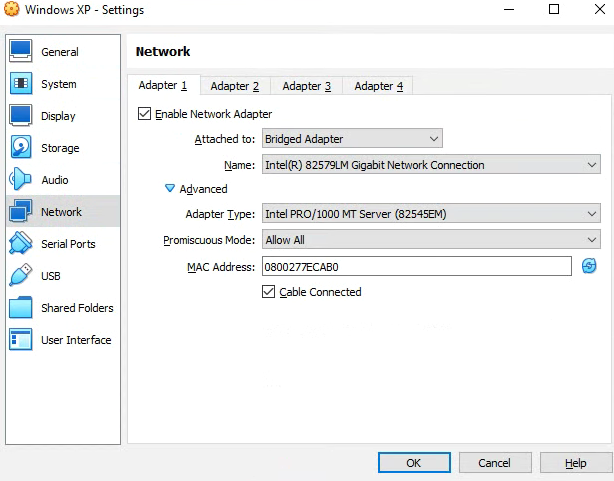 Windows XP - Settings
General
System
Display
Storage
Audio
Network
Serial Ports
USB
Shared Folders
User Interface
Network
Adapter 1 Adapter 2 Adapter 3 Adapter 4
Enable Network Adapter
Attached to: Bridged Adapter
Name: Intel(R) 82579LM Gigabit Network Connection
Advanced
Adapter Type: Intel PRO/1000 MT Server (82545EM)
Promiscuous Mode: Allow All
MAC Address: 0800277ECAB0
Cable Connected
OK Cancel Help